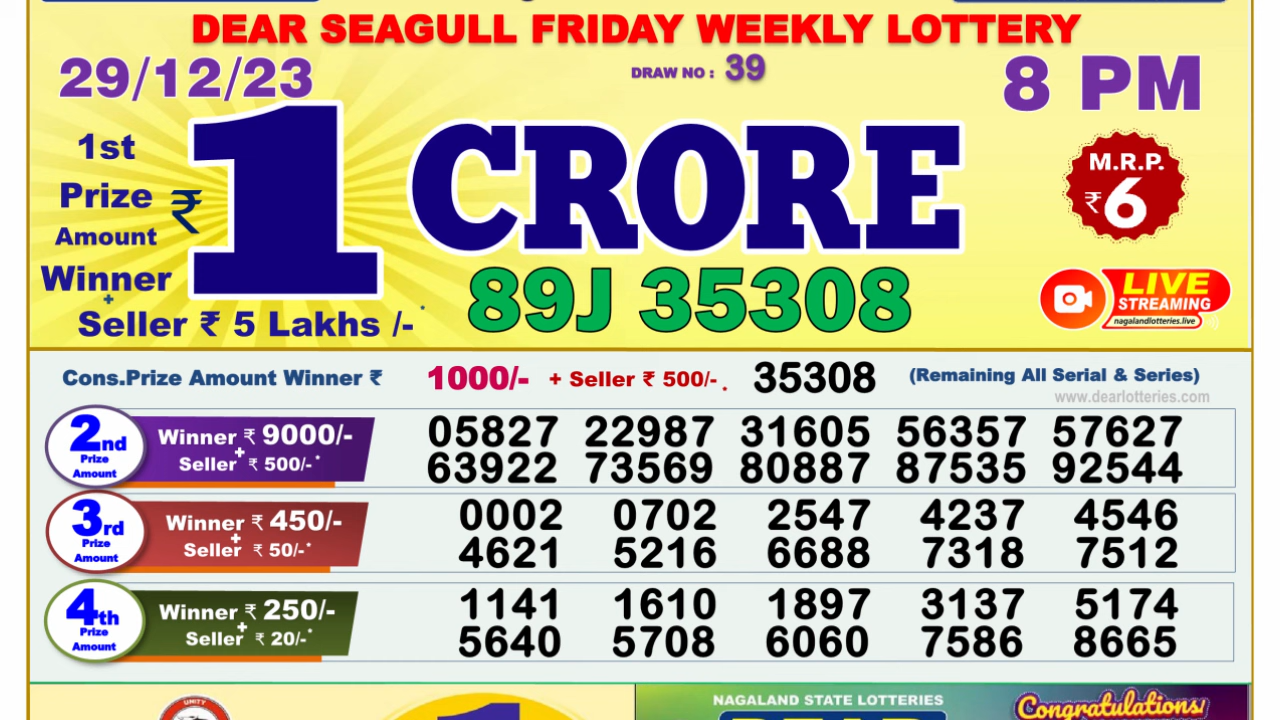 DEAR SEAGULL FRIDAY WEEKLY LOTTERY
29/12/23
DRAW NO : 39
8 PM
1st
Prize
Amount
Winner
+
Seller ₹ 5 Lakhs /- *
₹ 1 CRORE
89J 35308
M.R.P.
₹ 6
LIVE
STREAMING
nagalandlotteries.live
Cons.Prize Amount Winner ₹ 1000/- + Seller ₹ 500/- . 35308 (Remaining All Serial & Series)
www.dearlotteries.com
2nd
Prize
Amount
Winner ₹ 9000/-
+
Seller ₹ 500/- *
05827 22987 31605 56357 57627
63922 73569 80887 87535 92544
3rd
Prize
Amount
Winner ₹ 450/-
+
Seller ₹ 50/- *
0002 0702 2547 4237 4546
4621 5216 6688 7318 7512
4th
Prize
Amount
Winner ₹ 250/-
+
Seller ₹ 20/- *
1141 1610 1897 3137 5174
5640 5708 6060 7586 8665
UNITY
NAGALAND STATE LOTTERIES
Congratulations!